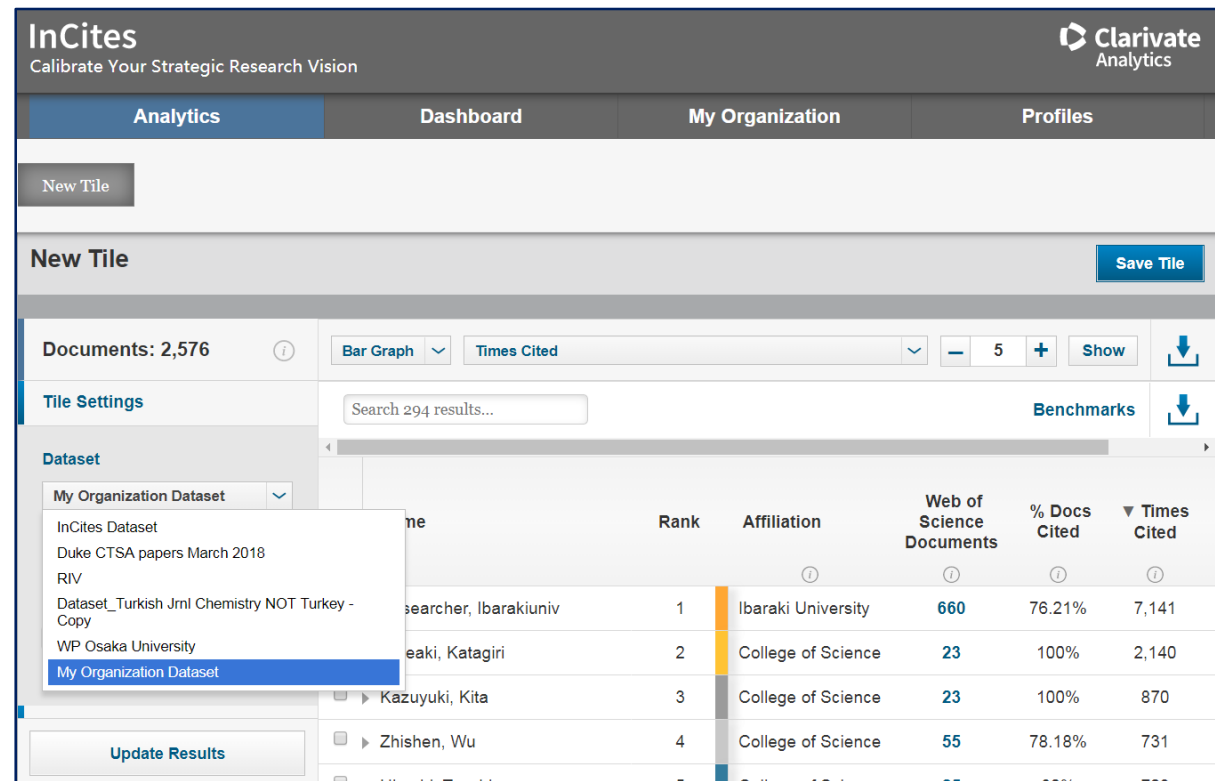 InCites
Calibrate Your Strategic Research Vision
Clarivate
Analytics
Analytics
Dashboard
My Organization
Profiles
New Tile
New Tile
Save Tile
Documents: 2,576
Bar Graph
Times Cited
5
Show
Tile Settings
Search 294 results...
Benchmarks
Dataset
My Organization Dataset
InCites Dataset
Duke CTSA papers March 2018
RIV
Dataset_Turkish Jrnl Chemistry NOT Turkey -
Copy
WP Osaka University
My Organization Dataset
Update Results
Rank
Affiliation
Web of
Science
Documents
% Docs
Cited
▼ Times
Cited
Ibarakiuniv 1 Ibaraki University 660 76.21% 7,141
Katagiri 2 College of Science 23 100% 2,140
Kazuyuki, Kita 3 College of Science 23 100% 870
Zhishen, Wu 4 College of Science 55 78.18% 731